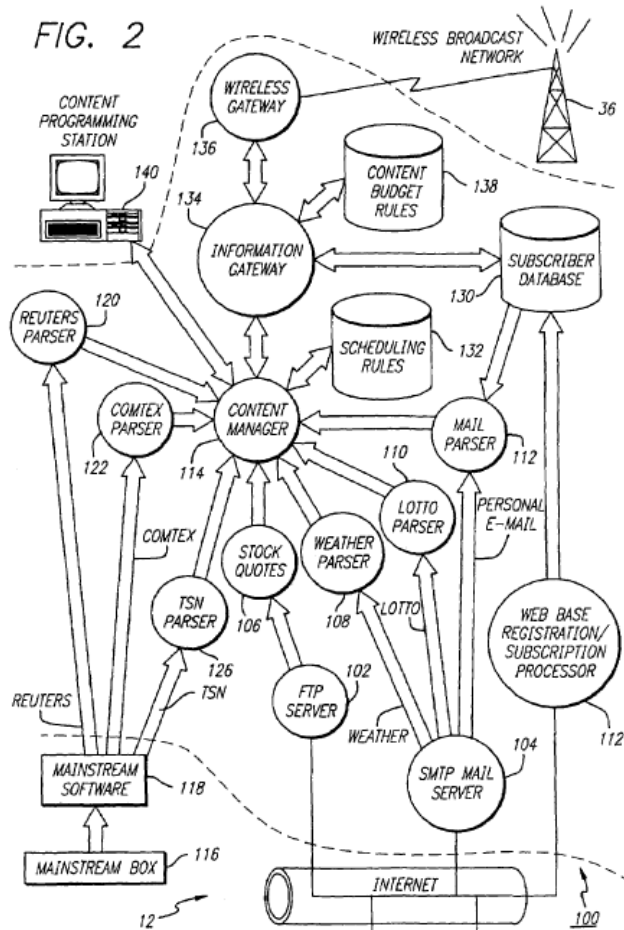 FIG. 2
WIRELESS BROADCAST
NETWORK
36
CONTENT
PROGRAMMING
STATION
140
WIRELESS
GATEWAY
136
CONTENT
BUDGET
RULES
138
134
INFORMATION
GATEWAY
SUBSCRIBER
DATABASE
130
120
REUTERS
PARSER
SCHEDULING
RULES
132
COMTEX
PARSER
122
CONTENT
MANAGER
114
MAIL
PARSER
112
110
LOTTO
PARSER
PERSONAL
E-MAIL
COMTEX
STOCK
QUOTES
106
WEATHER
PARSER
108
LOTTO
TSN
PARSER
126
WEB BASE
REGISTRATION/
SUBSCRIPTION
PROCESSOR
112
102
FTP
SERVER
REUTERS
TSN
WEATHER
104
SMTP MAIL
SERVER
MAINSTREAM
SOFTWARE
118
MAINSTREAM BOX
116
INTERNET
12
100